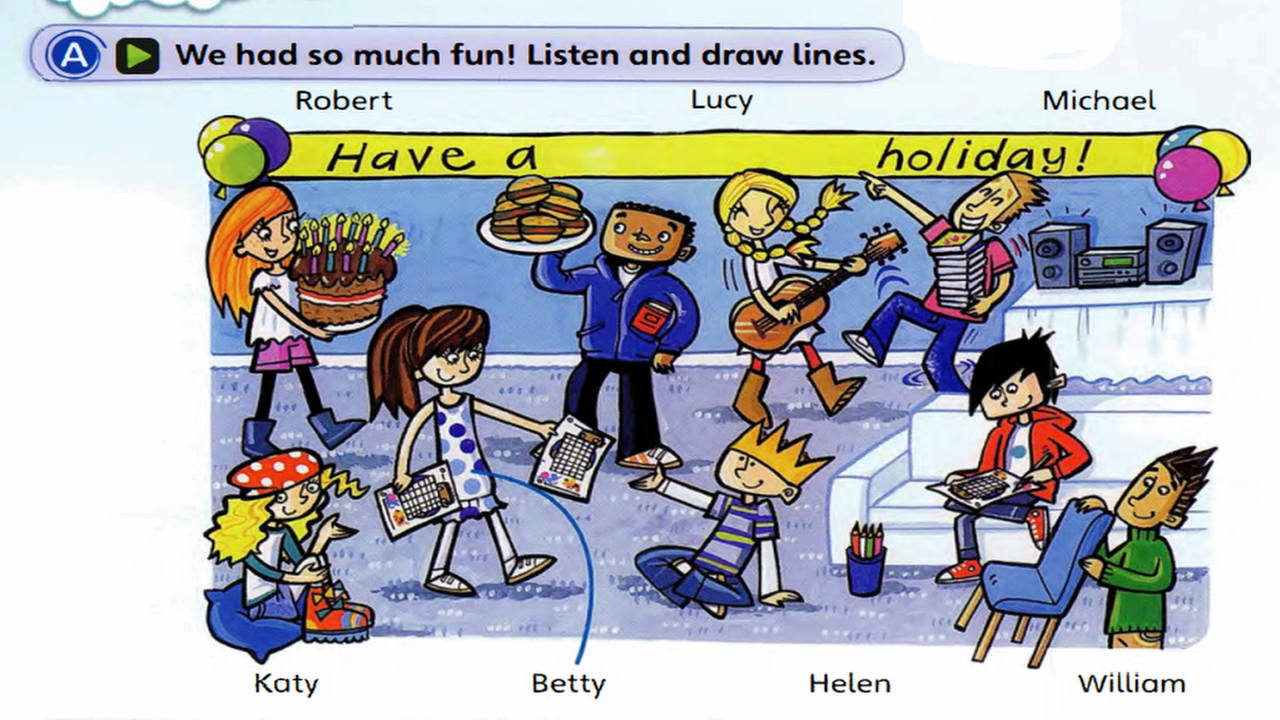 A We had so much fun! Listen and draw lines.
Robert Lucy Michael
Have a holiday!
Katy Betty Helen William